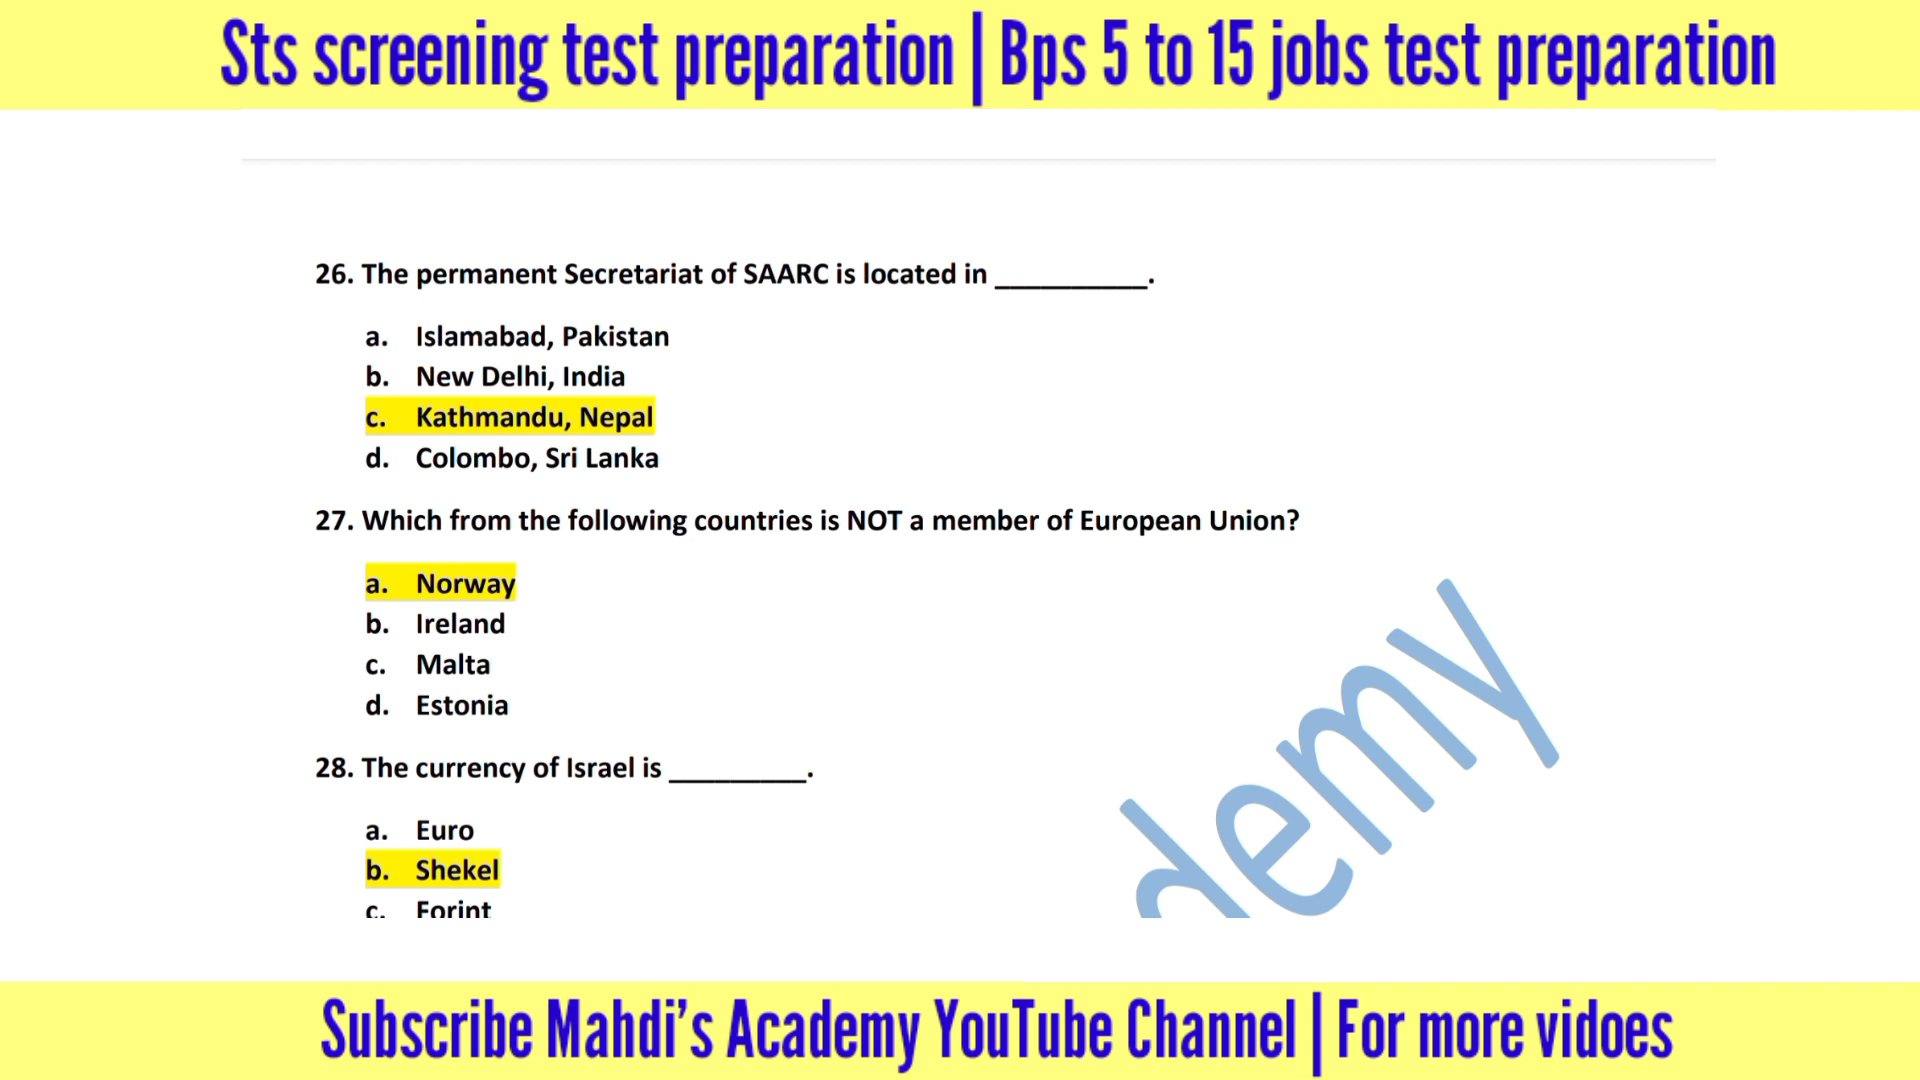 Sts screening test preparation | Bps 5 to 15 jobs test preparation
26. The permanent Secretariat of SAARC is located in __________.
a. Islamabad, Pakistan
b. New Delhi, India
c. Kathmandu, Nepal
d. Colombo, Sri Lanka
27. Which from the following countries is NOT a member of European Union?
a. Norway
b. Ireland
c. Malta
d. Estonia
28. The currency of Israel is _________.
a. Euro
b. Shekel
c. Forint
demy
Subscribe Mahdi’s Academy YouTube Channel | For more vidoes